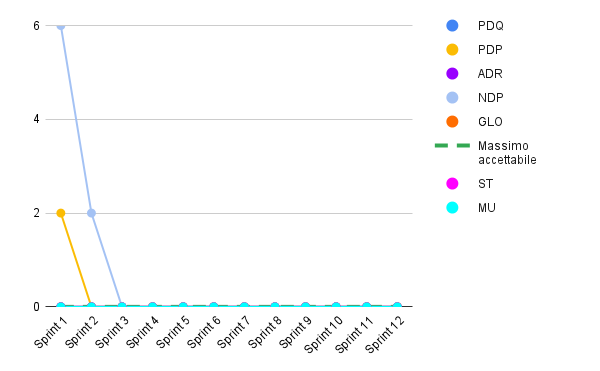 6
4
2
0
Sprint 1
Sprint 2
Sprint 3
Sprint 4
Sprint 5
Sprint 6
Sprint 7
Sprint 8
Sprint 9
Sprint 10
Sprint 11
Sprint 12
PDQ
PDP
ADR
NDP
GLO
Massimo
accettabile
ST
MU